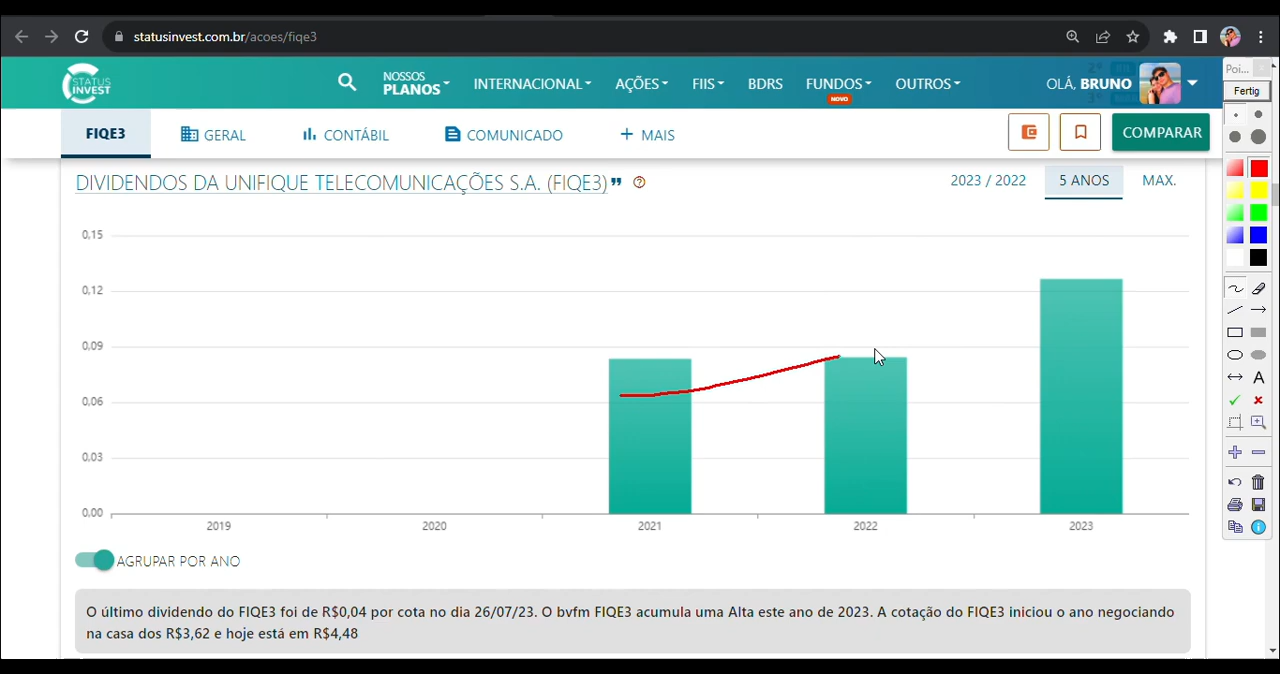 statusinvest.com.br/acoes/fiqe3
STATUS
INVEST
NOSSOS
PLANOS
INTERNACIONAL
AÇÕES
FIIS
BDRS
FUNDOS
NOVO
OUTROS
OLÁ, BRUNO
Poi...
Fertig
FIQE3
GERAL
CONTÁBIL
COMUNICADO
+ MAIS
COMPARAR
DIVIDENDOS DA UNIFIQUE TELECOMUNICAÇÕES S.A. (FIQE3)
2023 / 2022
5 ANOS
MAX.
0,15
0,12
0,09
0,06
0,03
0,00
2019
2020
2021
2022
2023
AGRUPAR POR ANO
O último dividendo do FIQE3 foi de R$0,04 por cota no dia 26/07/23. O bvfm FIQE3 acumula uma Alta este ano de 2023. A cotação do FIQE3 iniciou o ano negociando
na casa dos R$3,62 e hoje está em R$4,48
A